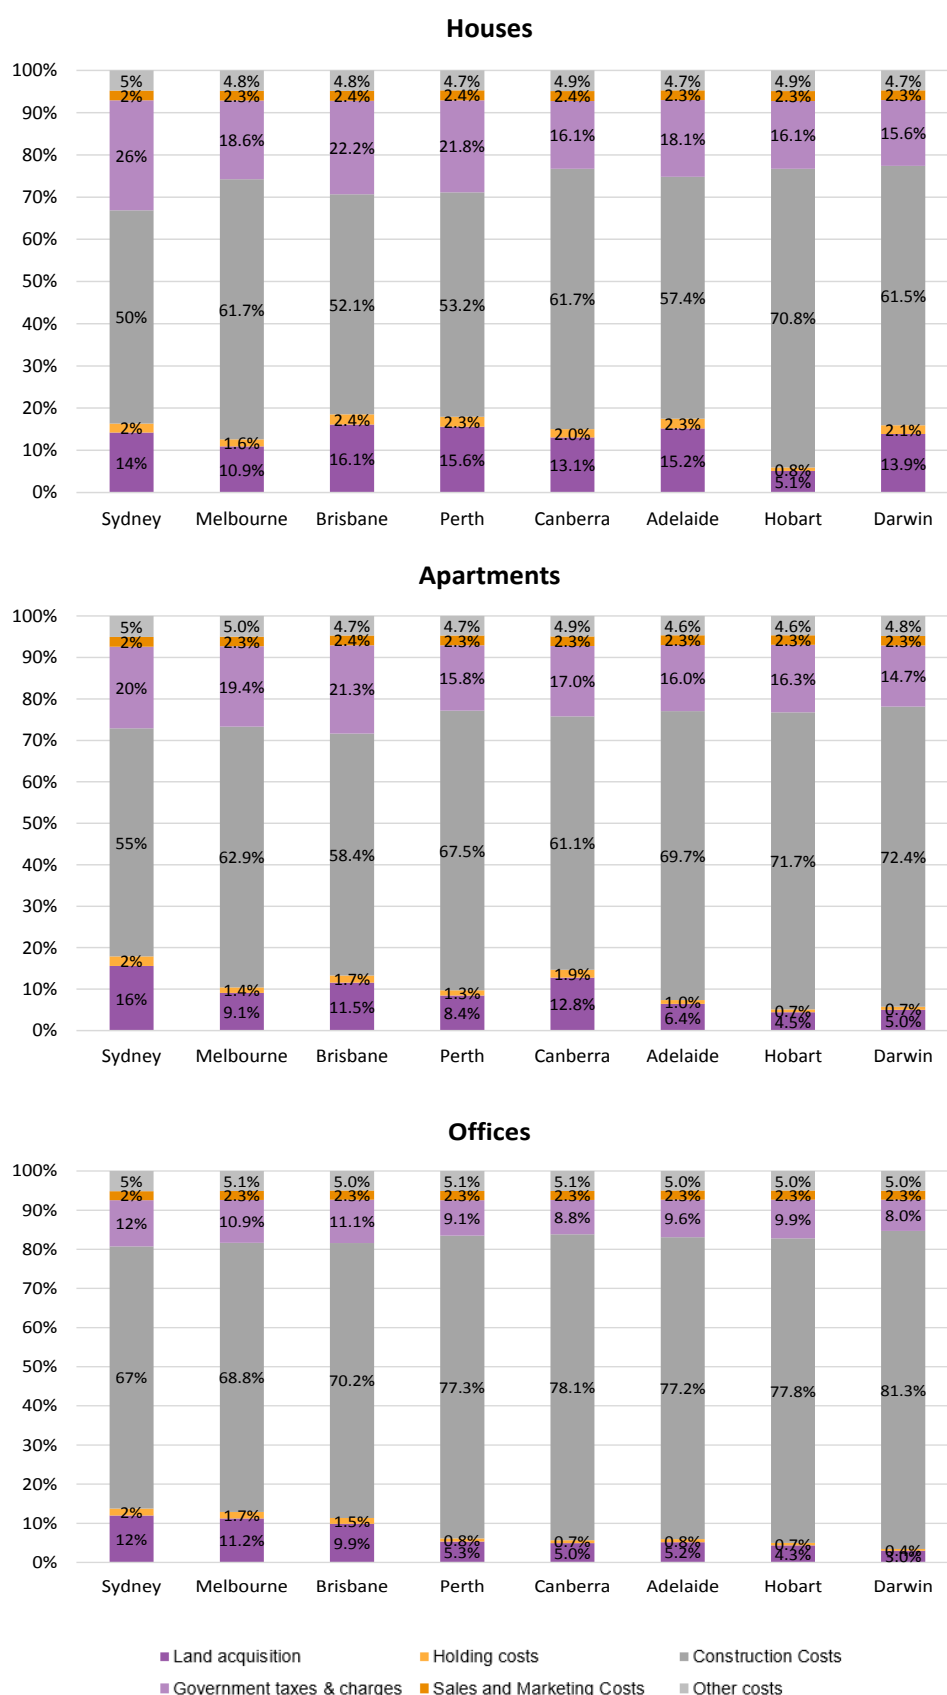 Houses
100%
5% 4.8% 4.8% 4.7% 4.9% 4.7% 4.9% 4.7%
2% 2.3% 2.4% 2.4% 2.4% 2.3% 2.3% 2.3%
90%
26% 18.6% 22.2% 21.8% 16.1% 18.1% 16.1% 15.6%
80%
70%
60%
50%
50% 61.7% 52.1% 53.2% 61.7% 57.4% 70.8% 61.5%
40%
30%
20%
2% 1.6% 2.4% 2.3% 2.0% 2.3% 0.8% 2.1%
10%
14% 10.9% 16.1% 15.6% 13.1% 15.2% 5.1% 13.9%
0%
Sydney Melbourne Brisbane Perth Canberra Adelaide Hobart Darwin
Apartments
100%
5% 5.0% 4.7% 4.7% 4.9% 4.6% 4.6% 4.8%
2% 2.3% 2.4% 2.3% 2.3% 2.3% 2.3% 2.3%
90%
20% 19.4% 21.3% 15.8% 17.0% 16.0% 16.3% 14.7%
80%
70%
60%
50%
55% 62.9% 58.4% 67.5% 61.1% 69.7% 71.7% 72.4%
40%
30%
20%
2% 1.4% 1.7% 1.3% 1.9% 1.0% 0.7% 0.7%
10%
16% 9.1% 11.5% 8.4% 12.8% 6.4% 4.5% 5.0%
0%
Sydney Melbourne Brisbane Perth Canberra Adelaide Hobart Darwin
Offices
100%
5% 5.1% 5.0% 5.1% 5.1% 5.0% 5.0% 5.0%
2% 2.3% 2.3% 2.3% 2.3% 2.3% 2.3% 2.3%
90%
12% 10.9% 11.1% 9.1% 8.8% 9.6% 9.9% 8.0%
80%
70%
60%
50%
67% 68.8% 70.2% 77.3% 78.1% 77.2% 77.8% 81.3%
40%
30%
20%
2% 1.7% 1.5% 0.8% 0.7% 0.8% 0.7% 0.4%
10%
12% 11.2% 9.9% 5.3% 5.0% 5.2% 4.3% 3.0%
0%
Sydney Melbourne Brisbane Perth Canberra Adelaide Hobart Darwin
Land acquisition Holding costs Construction Costs
Government taxes & charges Sales and Marketing Costs Other costs